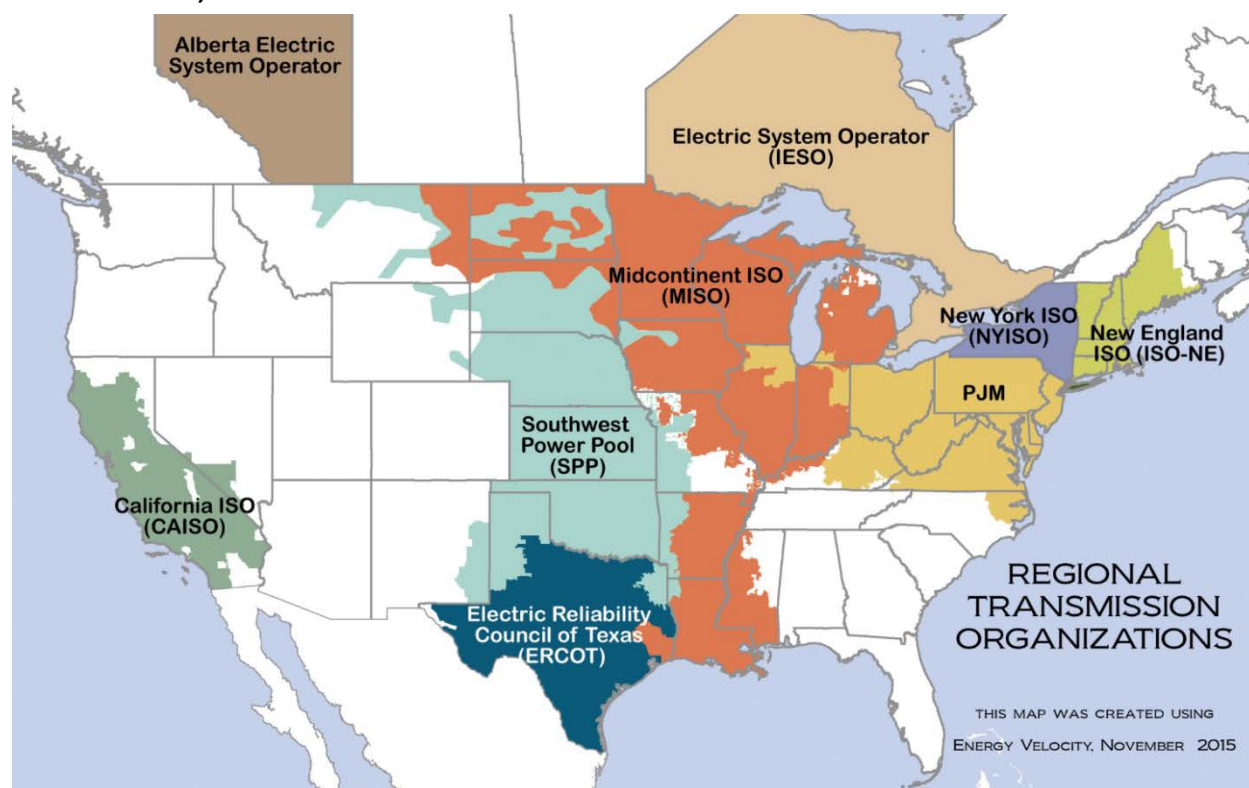 Alberta Electric
System Operator
Electric System Operator
(IESO)
Midcontinent ISO
(MISO)
New York ISO
(NYISO)
New England
ISO (ISO-NE)
PJM
Southwest
Power Pool
(SPP)
California ISO
(CAISO)
Electric Reliability
Council of Texas
(ERCOT)
REGIONAL
TRANSMISSION
ORGANIZATIONS
THIS MAP WAS CREATED USING
ENERGY VELOCITY, NOVEMBER 2015